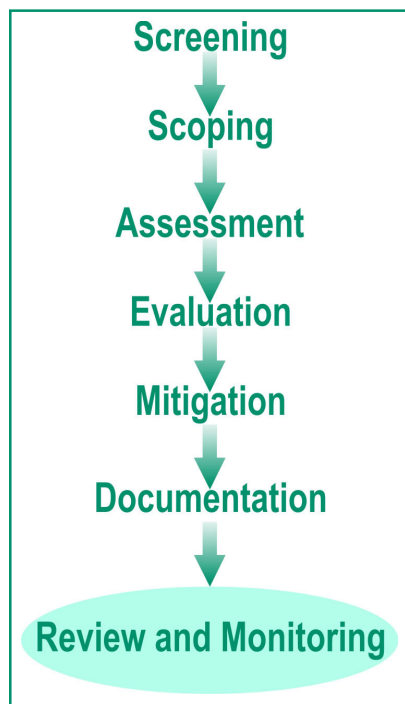 Screening
Scoping
Assessment
Evaluation
Mitigation
Documentation
Review and Monitoring